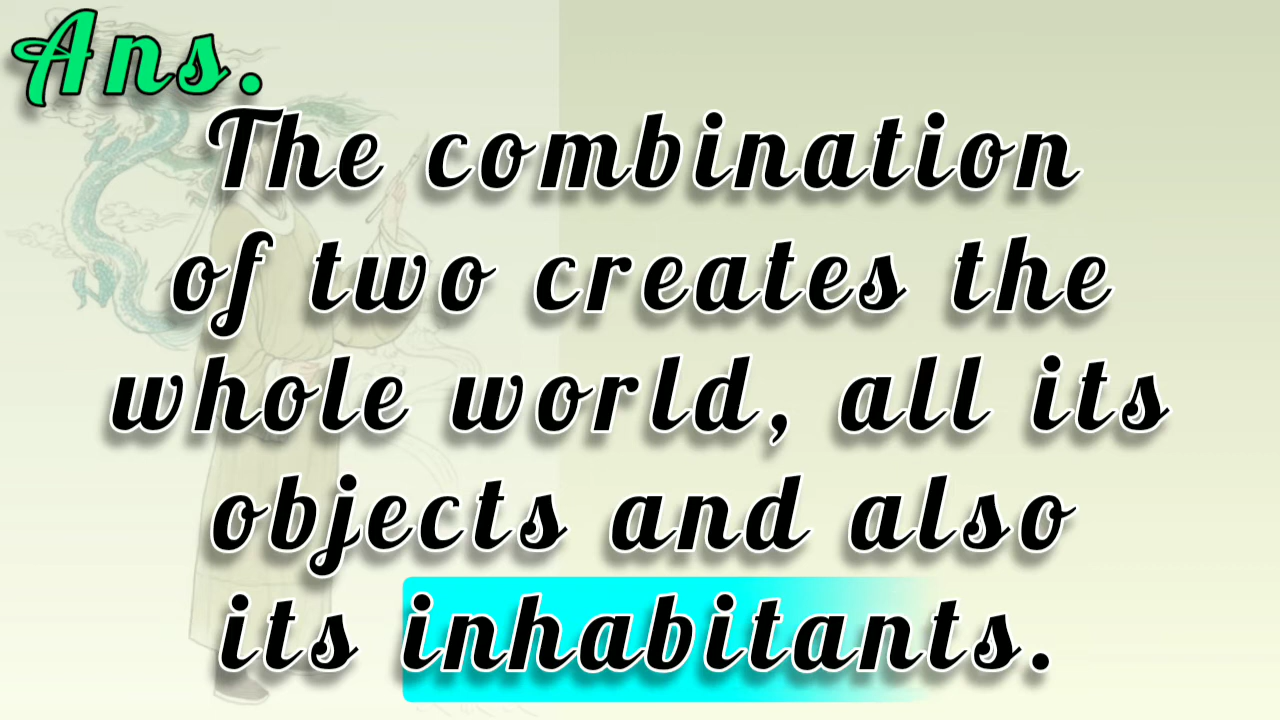 Ans.
The combination
of two creates the
whole world, all its
objects and also
its inhabitants.